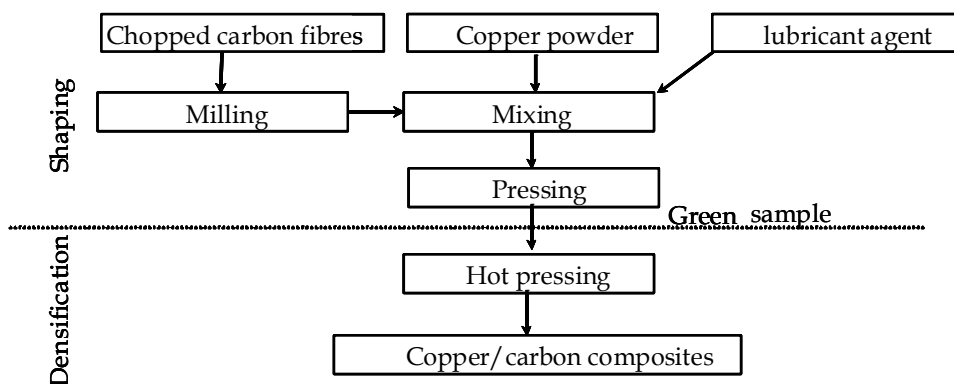 Chopped carbon fibres
Copper powder
lubricant agent
Shaping
Milling
Mixing
Pressing
Green sample
Densification
Hot pressing
Copper/carbon composites